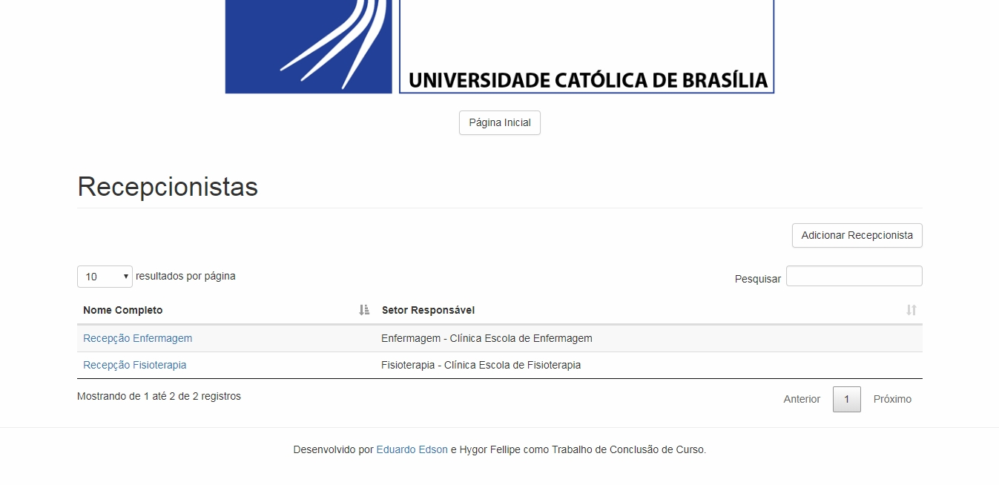 UNIVERSIDADE CATÓLICA DE BRASÍLIA
Página Inicial
Recepcionistas
Adicionar Recepcionista
10 resultados por página
Pesquisar
Nome Completo Setor Responsável
Recepção Enfermagem Enfermagem - Clínica Escola de Enfermagem
Recepção Fisioterapia Fisioterapia - Clínica Escola de Fisioterapia
Mostrando de 1 até 2 de 2 registros
Anterior 1 Próximo
Desenvolvido por Eduardo Edson e Hygor Fellipe como Trabalho de Conclusão de Curso.